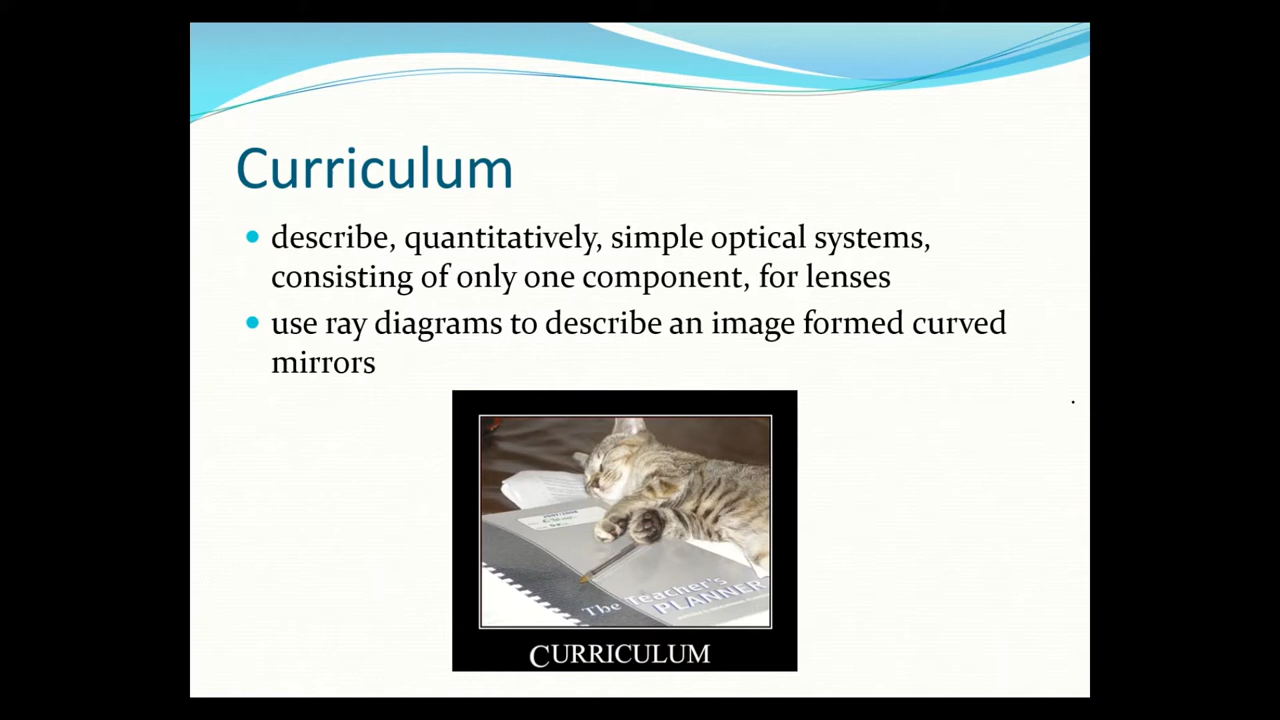 Curriculum
describe, quantitatively, simple optical systems,
consisting of only one component, for lenses
use ray diagrams to describe an image formed curved
mirrors
The Teacher's
PLANNER
CURRICULUM